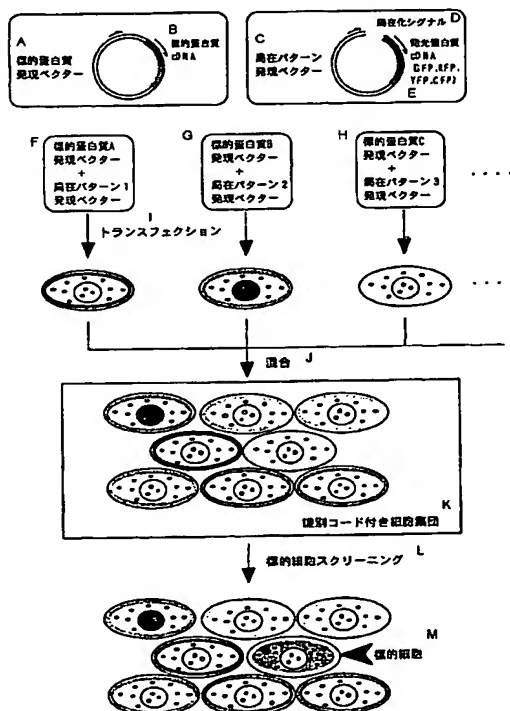 A
標的蛋白質
発現ベクター
B
標的蛋白質
cDNA
C
局在パターン
発現ベクター
局在化シグナル
D
発光蛋白質
cDNA
(GFP,RFP,
YFP,CFP)
E
F
標的蛋白質A
発現ベクター
+
局在パターン1
発現ベクター
G
標的蛋白質B
発現ベクター
+
局在パターン2
発現ベクター
H
標的蛋白質C
発現ベクター
+
局在パターン3
発現ベクター
....
I
トランスフェクション
...
混合
J
K
識別コード付き細胞集団
標的細胞スクリーニング
L
M
標的細胞